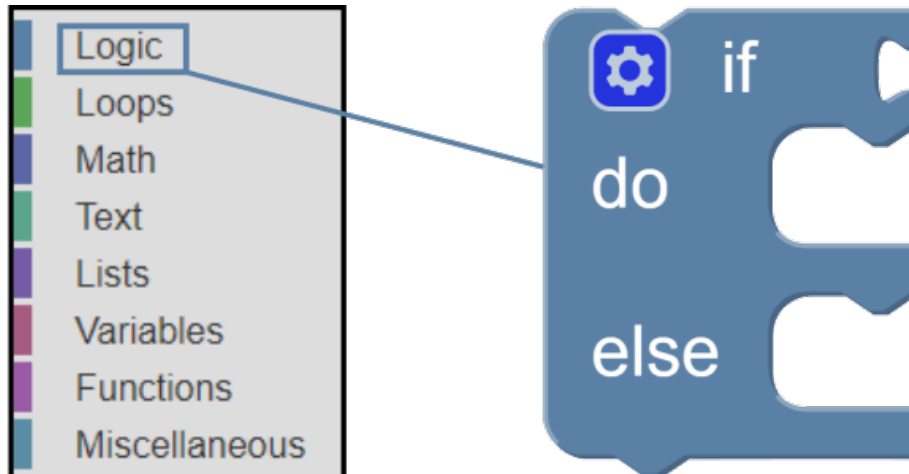 Logic
Loops
Math
Text
Lists
Variables
Functions
Miscellaneous
if
do
else